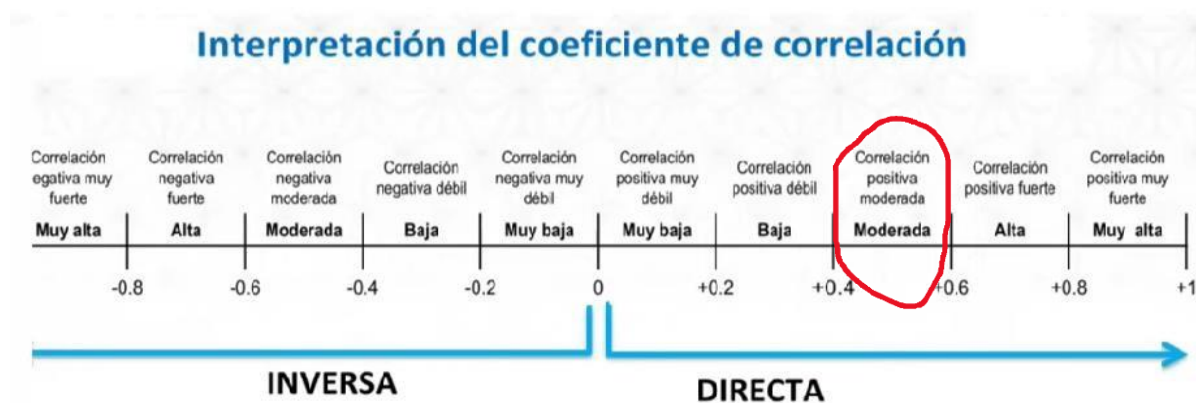 Interpretación del coeficiente de correlación
Correlación
egativa muy
fuerte
Correlación
negativa
fuerte
Correlación
negativa
moderada
Correlación
negativa débil
Correlación
negativa muy
débil
Correlación
positiva muy
débil
Correlación
positiva débil
Correlación
positiva
moderada
Correlación
positiva fuerte
Correlación
positiva muy
fuerte
Muy alta Alta Moderada Baja Muy baja Muy baja Baja Moderada Alta Muy alta
-0.8 -0.6 -0.4 -0.2 0 +0.2 +0.4 +0.6 +0.8 +1
INVERSA DIRECTA